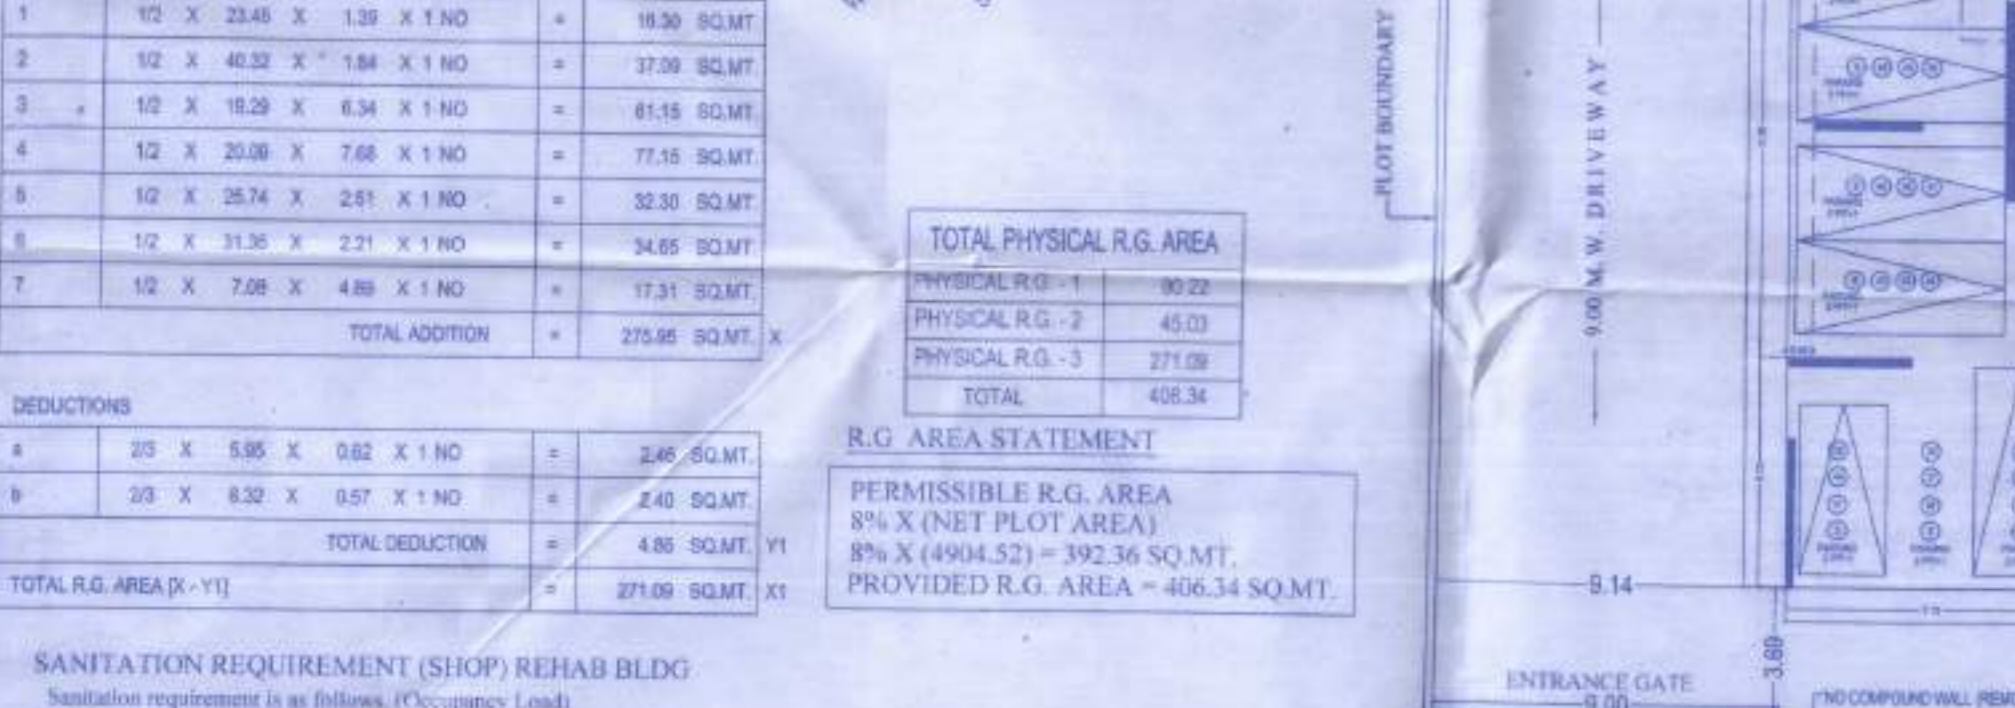 1 1/2 X 23.45 X 1.39 X 1 NO = 16.30 SQ.MT
2 1/2 X 40.32 X 1.84 X 1 NO = 37.09 SQ.MT.
3 1/2 X 19.29 X 6.34 X 1 NO = 61.15 SQ.MT.
4 1/2 X 20.09 X 7.68 X 1 NO = 77.15 SQ.MT.
5 1/2 X 25.74 X 2.51 X 1 NO = 32.30 SQ.MT
6 1/2 X 31.36 X 2.21 X 1 NO = 34.65 SQ.MT
7 1/2 X 7.08 X 4.89 X 1 NO = 17.31 SQ.MT.
TOTAL ADDITION = 275.95 SQ.MT. X
DEDUCTIONS
a 2/3 X 5.95 X 0.62 X 1 NO = 2.46 SQ.MT.
b 2/3 X 6.32 X 0.57 X 1 NO = 2.40 SQ.MT.
TOTAL DEDUCTION = 4.86 SQ.MT. Y1
TOTAL R.G. AREA [X - Y1] = 271.09 SQ.MT. X1
SANITATION REQUIREMENT (SHOP) REHAB BLDG
Sanitation requirement is as follows. (Occupancy Load)
TOTAL PHYSICAL R.G. AREA
PHYSICAL R.G. - 1 90.22
PHYSICAL R.G. - 2 45.03
PHYSICAL R.G. - 3 271.09
TOTAL 406.34
R.G AREA STATEMENT
PERMISSIBLE R.G. AREA
8% X (NET PLOT AREA)
8% X (4904.52) = 392.36 SQ.MT.
PROVIDED R.G. AREA = 406.34 SQ.MT.
PLOT BOUNDARY
9.00 M.W. DRIVEWAY
9.14
3.69
ENTRANCE GATE
9.00
NO COMPOUND WALL